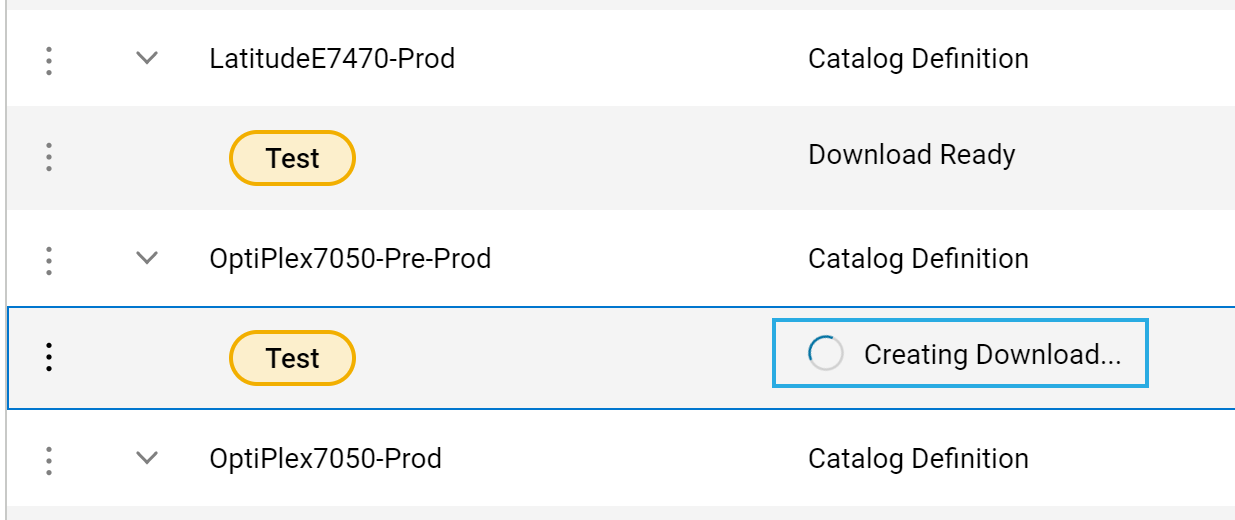 LatitudeE7470-Prod Catalog Definition
Test Download Ready
OptiPlex7050-Pre-Prod Catalog Definition
Test Creating Download...
OptiPlex7050-Prod Catalog Definition